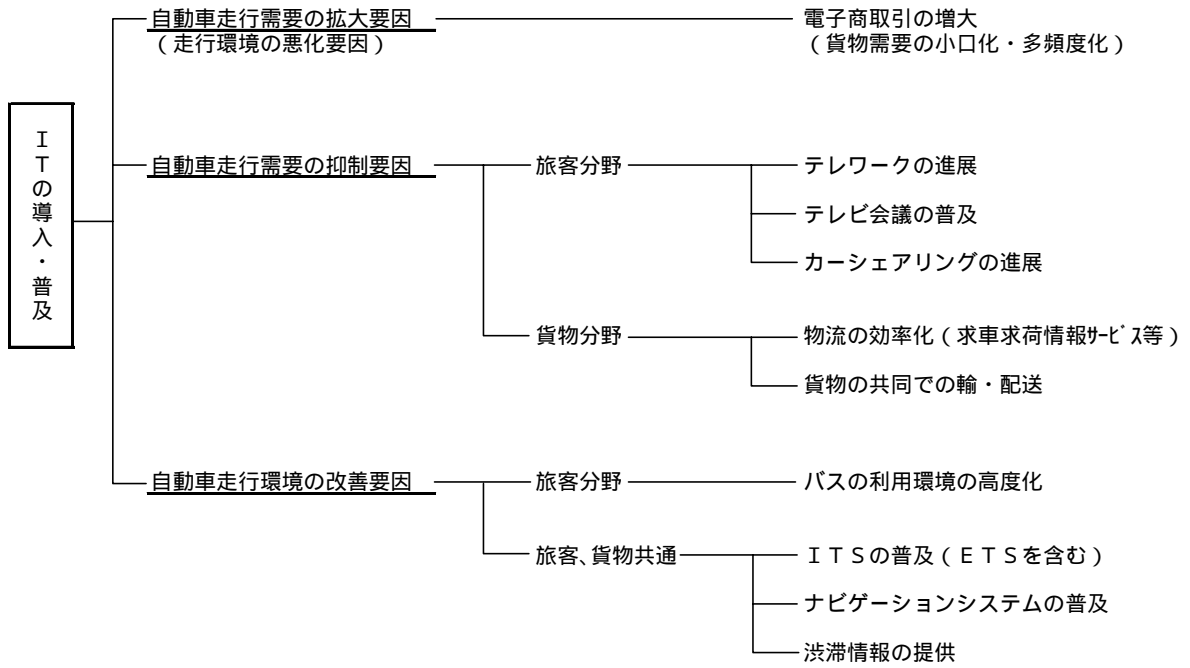 ＩＴの導入・普及
自動車走行需要の拡大要因
（走行環境の悪化要因）
電子商取引の増大
（貨物需要の小口化・多頻度化）
自動車走行需要の抑制要因
旅客分野
テレワークの進展
テレビ会議の普及
カーシェアリングの進展
貨物分野
物流の効率化（求車求荷情報ｻｰﾋﾞｽ等）
貨物の共同での輸・配送
自動車走行環境の改善要因
旅客分野
バスの利用環境の高度化
旅客、貨物共通
ＩＴＳの普及（ＥＴＳを含む）
ナビゲーションシステムの普及
渋滞情報の提供